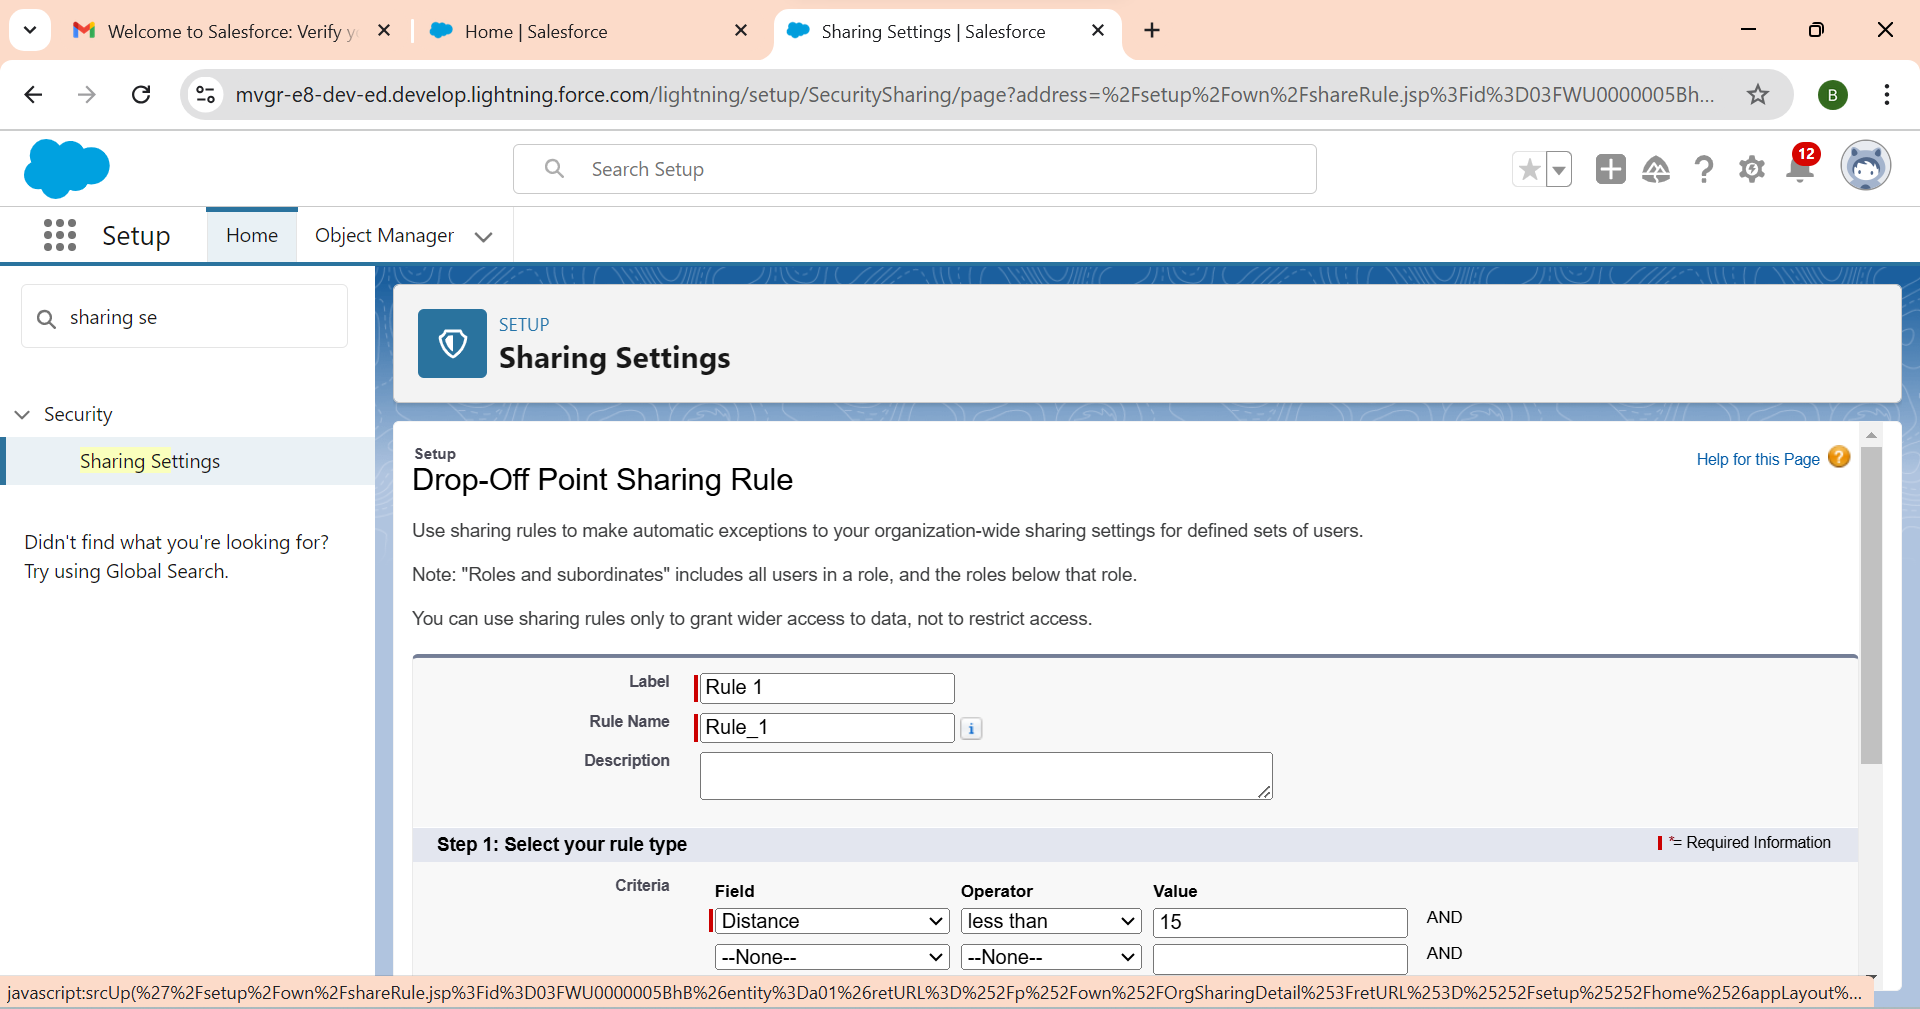 Welcome to Salesforce: Verify y
Home | Salesforce
Sharing Settings | Salesforce
mvgr-e8-dev-ed.develop.lightning.force.com/lightning/setup/SecuritySharing/page?address=%2Fsetup%2Fown%2FshareRule.jsp%3Fid%3D03FWU0000005Bh...
B
Search Setup
12
Setup
Home
Object Manager
sharing se
Security
Sharing Settings
Didn't find what you're looking for?
Try using Global Search.
SETUP
Sharing Settings
Setup
Drop-Off Point Sharing Rule
Help for this Page
Use sharing rules to make automatic exceptions to your organization-wide sharing settings for defined sets of users.
Note: "Roles and subordinates" includes all users in a role, and the roles below that role.
You can use sharing rules only to grant wider access to data, not to restrict access.
Label
Rule 1
Rule Name
Rule_1
Description
Step 1: Select your rule type
*= Required Information
Criteria
Field Operator Value
Distance less than 15 AND
--None-- --None-- AND
javascript:srcUp(%27%2Fsetup%2Fown%2FshareRule.jsp%3Fid%3D03FWU0000005BhB%26entity%3Da01%26retURL%3D%252Fp%252Fown%252FOrgSharingDetail%253FretURL%253D%25252Fsetup%25252Fhome%2526appLayout%...